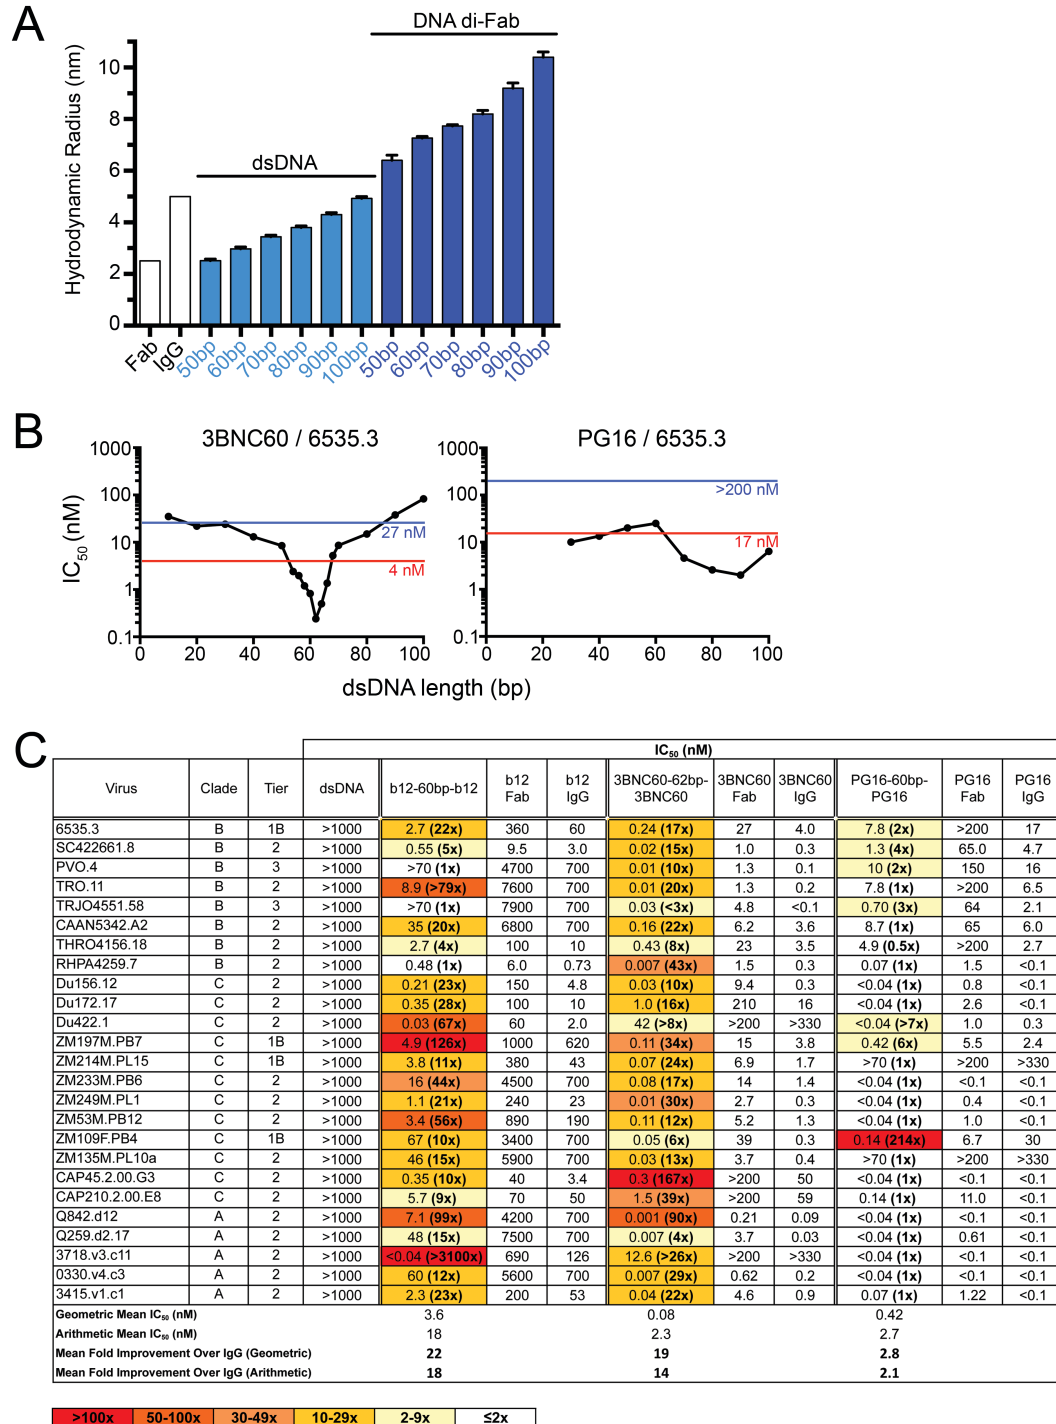 A
DNA di-Fab
Hydrodynamic Radius (nm)
dsDNA
10
8
6
4
2
0
Fab
IgG
50bp
60bp
70bp
80bp
90bp
100bp
50bp
60bp
70bp
80bp
90bp
100bp
B
3BNC60 / 6535.3
PG16 / 6535.3
IC50 (nM)
1000
100
10
1
0.1
27 nM
4 nM
0 20 40 60 80 100
1000
100
10
1
0.1
>200 nM
17 nM
0 20 40 60 80 100
dsDNA length (bp)
C
IC50 (nM)
Virus Clade Tier dsDNA b12-60bp-b12 b12 Fab b12 IgG 3BNC60-62bp-3BNC60 3BNC60 Fab 3BNC60 IgG PG16-60bp-PG16 PG16 Fab PG16 IgG
6535.3 B 1B >1000 2.7 (22x) 360 60 0.24 (17x) 27 4.0 7.8 (2x) >200 17
SC422661.8 B 2 >1000 0.55 (5x) 9.5 3.0 0.02 (15x) 1.0 0.3 1.3 (4x) 65.0 4.7
PVO.4 B 3 >1000 >70 (1x) 4700 700 0.01 (10x) 1.3 0.1 10 (2x) 150 16
TRO.11 B 2 >1000 8.9 (>79x) 7600 700 0.01 (20x) 1.3 0.2 7.8 (1x) >200 6.5
TRJO4551.58 B 3 >1000 >70 (1x) 7900 700 0.03 (<3x) 4.8 <0.1 0.70 (3x) 64 2.1
CAAN5342.A2 B 2 >1000 35 (20x) 6800 700 0.16 (22x) 6.2 3.6 8.7 (1x) 65 6.0
THRO4156.18 B 2 >1000 2.7 (4x) 100 10 0.43 (8x) 23 3.5 4.9 (0.5x) >200 2.7
RHPA4259.7 B 2 >1000 0.48 (1x) 6.0 0.73 0.007 (43x) 1.5 0.3 0.07 (1x) 1.5 <0.1
Du156.12 C 2 >1000 0.21 (23x) 150 4.8 0.03 (10x) 9.4 0.3 <0.04 (1x) 0.8 <0.1
Du172.17 C 2 >1000 0.35 (28x) 100 10 1.0 (16x) 210 16 <0.04 (1x) 2.6 <0.1
Du422.1 C 2 >1000 0.03 (67x) 60 2.0 42 (>8x) >200 >330 <0.04 (>7x) 1.0 0.3
ZM197M.PB7 C 1B >1000 4.9 (126x) 1000 620 0.11 (34x) 15 3.8 0.42 (6x) 5.5 2.4
ZM214M.PL15 C 1B >1000 3.8 (11x) 380 43 0.07 (24x) 6.9 1.7 >70 (1x) >200 >330
ZM233M.PB6 C 2 >1000 16 (44x) 4500 700 0.08 (17x) 14 1.4 <0.04 (1x) <0.1 <0.1
ZM249M.PL1 C 2 >1000 1.1 (21x) 240 23 0.01 (30x) 2.7 0.3 <0.04 (1x) 0.4 <0.1
ZM53M.PB12 C 2 >1000 3.4 (56x) 890 190 0.11 (12x) 5.2 1.3 <0.04 (1x) 1.0 <0.1
ZM109F.PB4 C 1B >1000 67 (10x) 3400 700 0.05 (6x) 39 0.3 0.14 (214x) 6.7 30
ZM135M.PL10a C 2 >1000 46 (15x) 5900 700 0.03 (13x) 3.7 0.4 >70 (1x) >200 >330
CAP45.2.00.G3 C 2 >1000 0.35 (10x) 40 3.4 0.3 (167x) >200 50 <0.04 (1x) <0.1 <0.1
CAP210.2.00.E8 C 2 >1000 5.7 (9x) 70 50 1.5 (39x) >200 59 0.14 (1x) 11.0 <0.1
Q842.d12 A 2 >1000 7.1 (99x) 4200 700 0.001 (90x) 0.21 0.09 <0.04 (1x) <0.1 <0.1
Q259.d2.17 A 2 >1000 48 (15x) 7500 700 0.007 (4x) 3.7 0.03 <0.04 (1x) 0.61 <0.1
3718.v3.c11 A 2 >1000 <0.04 (>3100x) 690 126 12.6 (>26x) >200 >330 <0.04 (1x) <0.1 <0.1
0330.v4.c3 A 2 >1000 60 (12x) 5600 700 0.007 (29x) 0.62 0.2 <0.04 (1x) <0.1 <0.1
3415.v1.c1 A 2 >1000 2.3 (23x) 200 53 0.04 (22x) 4.6 0.9 0.07 (1x) 1.22 <0.1
Geometric Mean IC50 (nM) 3.6 0.08 0.42
Arithmetic Mean IC50 (nM) 18 2.3 2.7
Mean Fold Improvement Over IgG (Geometric) 22 19 2.8
Mean Fold Improvement Over IgG (Arithmetic) 18 14 2.1
>100x 50-100x 30-49x 10-29x 2-9x ≤2x